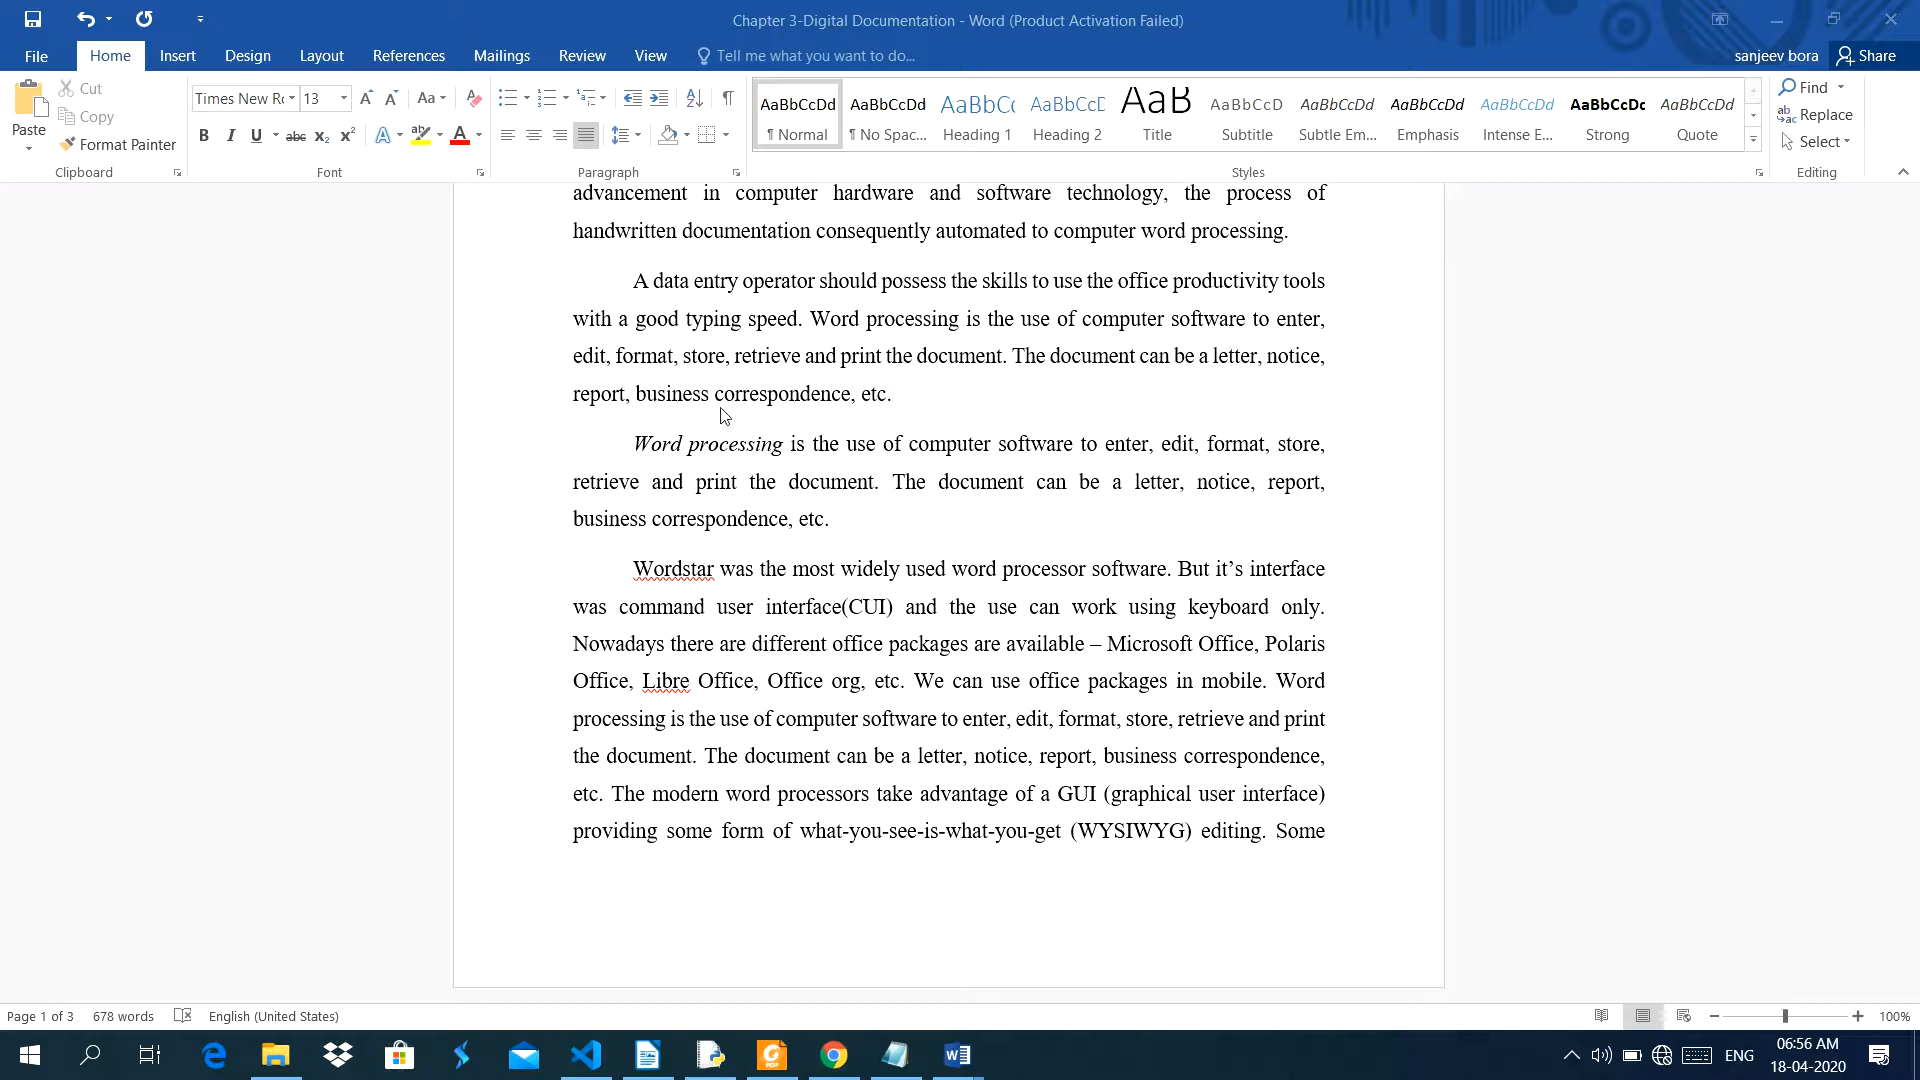 Chapter 3-Digital Documentation - Word (Product Activation Failed)
File Home Insert Design Layout References Mailings Review View Tell me what you want to do... sanjeev bora Share
Paste
Cut
Copy
Format Painter
Clipboard
Times New Ro 13
Aa
B I U abc X₂ X² A ab A
Font
Paragraph
AaBbCcDd AaBbCcDd AaBbCc AaBbCcD AaB AaBbCcD AaBbCcDd AaBbCcDd AaBbCcDd AaBbCcDc AaBbCcDd
¶ Normal ¶ No Spac... Heading 1 Heading 2 Title Subtitle Subtle Em... Emphasis Intense E... Strong Quote
Styles
Find
Replace
Select
Editing
advancement in computer hardware and software technology, the process of
handwritten documentation consequently automated to computer word processing.
A data entry operator should possess the skills to use the office productivity tools
with a good typing speed. Word processing is the use of computer software to enter,
edit, format, store, retrieve and print the document. The document can be a letter, notice,
report, business correspondence, etc.
Word processing is the use of computer software to enter, edit, format, store,
retrieve and print the document. The document can be a letter, notice, report,
business correspondence, etc.
Wordstar was the most widely used word processor software. But it’s interface
was command user interface(CUI) and the use can work using keyboard only.
Nowadays there are different office packages are available – Microsoft Office, Polaris
Office, Libre Office, Office org, etc. We can use office packages in mobile. Word
processing is the use of computer software to enter, edit, format, store, retrieve and print
the document. The document can be a letter, notice, report, business correspondence,
etc. The modern word processors take advantage of a GUI (graphical user interface)
providing some form of what-you-see-is-what-you-get (WYSIWYG) editing. Some
Page 1 of 3 678 words English (United States) 100%
ENG
06:56 AM
18-04-2020